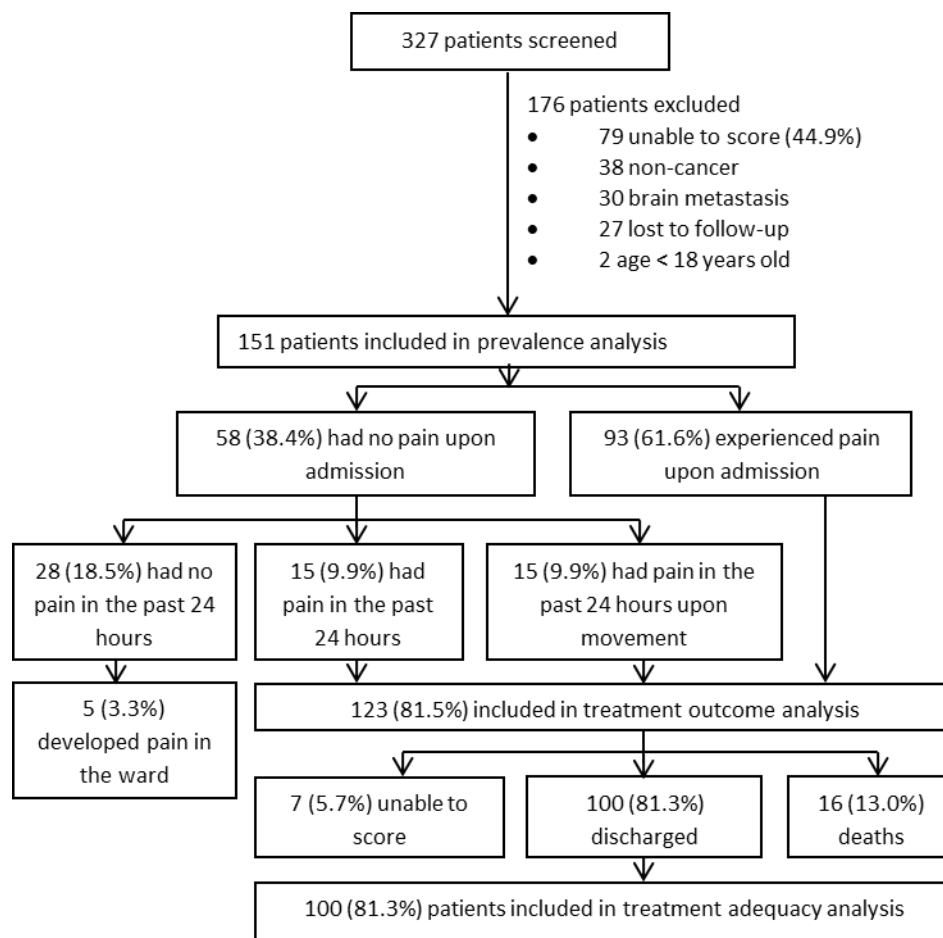 327 patients screened
176 patients excluded
• 79 unable to score (44.9%)
• 38 non-cancer
• 30 brain metastasis
• 27 lost to follow-up
• 2 age < 18 years old
151 patients included in prevalence analysis
58 (38.4%) had no pain upon
admission
93 (61.6%) experienced pain
upon admission
28 (18.5%) had no
pain in the past 24
hours
15 (9.9%) had
pain in the past
24 hours
15 (9.9%) had pain in the
past 24 hours upon
movement
5 (3.3%)
developed pain in
the ward
123 (81.5%) included in treatment outcome analysis
7 (5.7%) unable to
score
100 (81.3%)
discharged
16 (13.0%)
deaths
100 (81.3%) patients included in treatment adequacy analysis